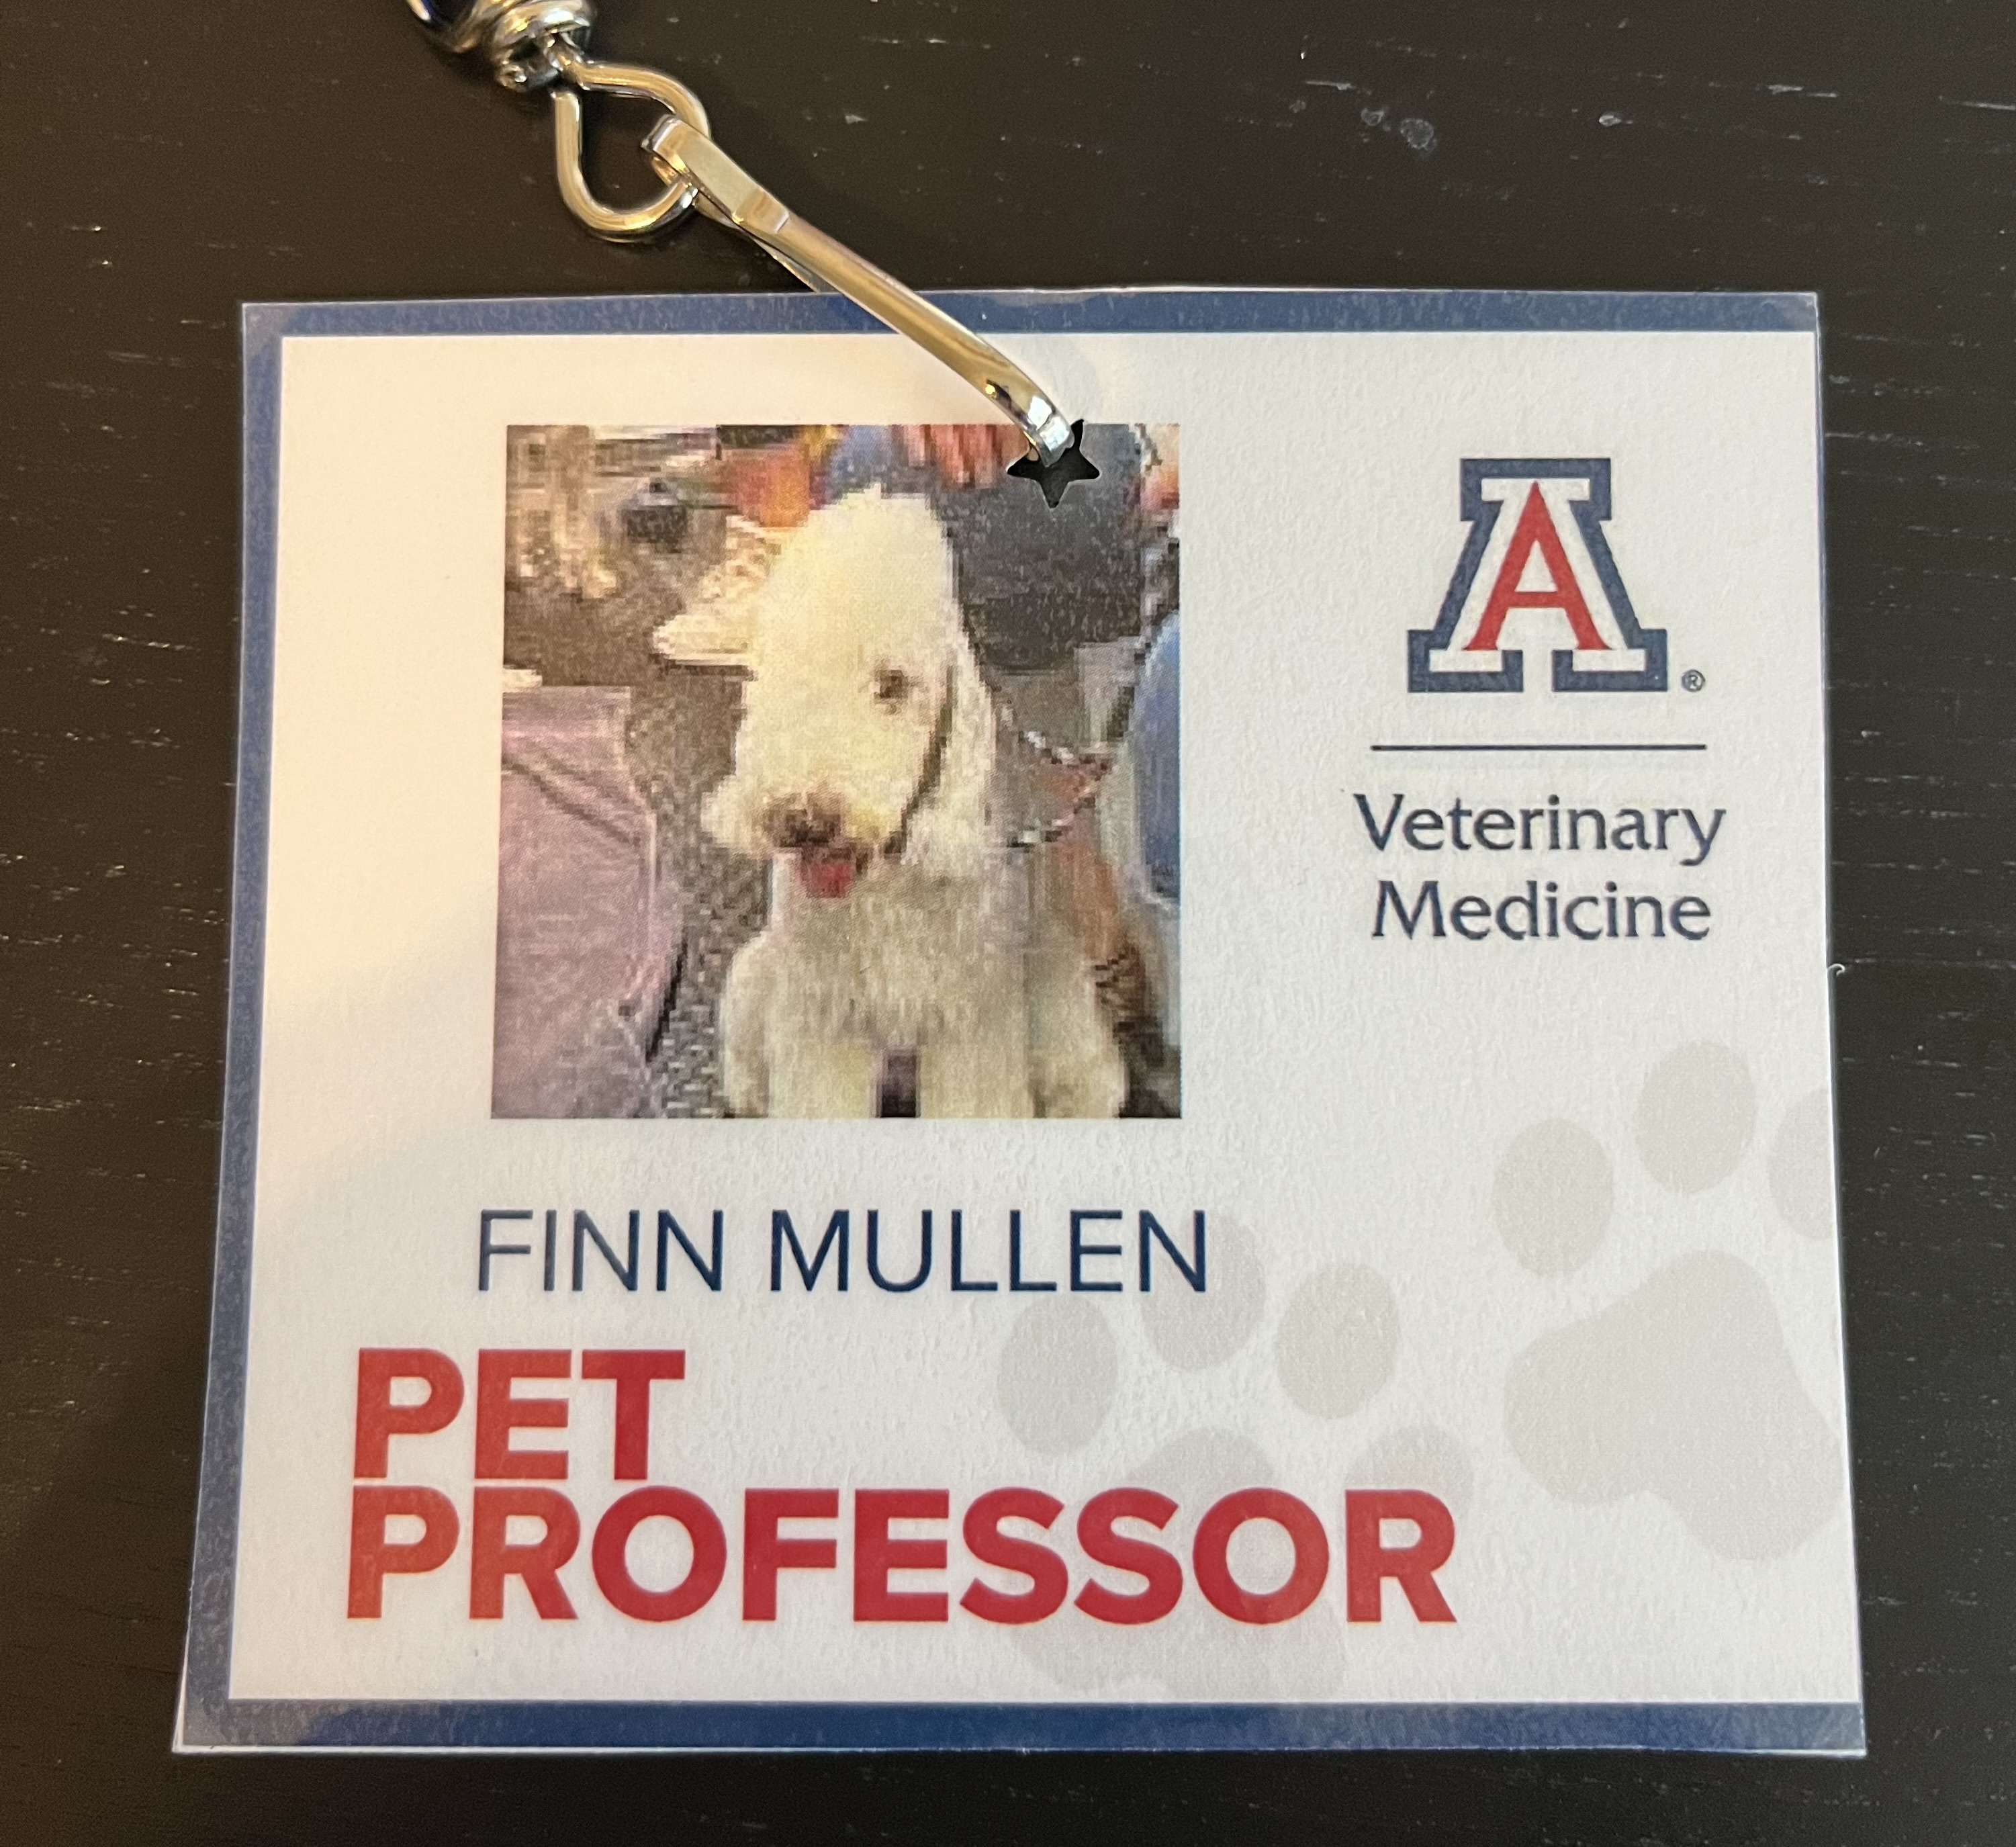 A
®
Veterinary
Medicine
FINN MULLEN
PET
PROFESSOR